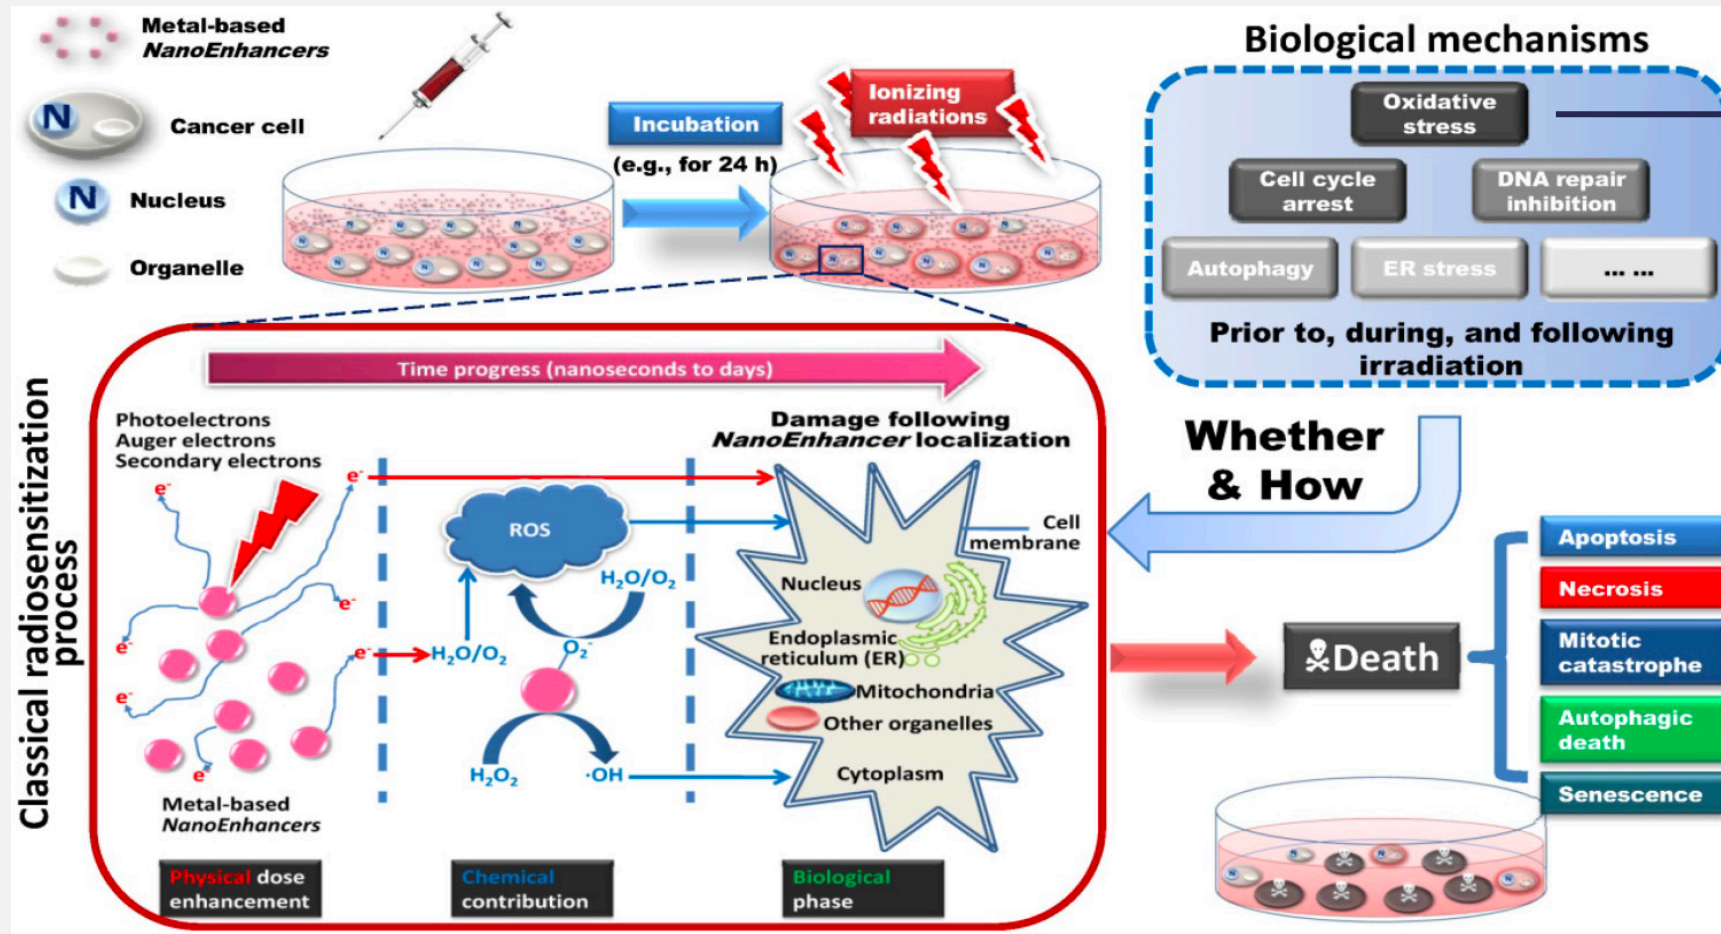 Metal-based
NanoEnhancers
N
Cancer cell
N
Nucleus
Organelle
Incubation
(e.g., for 24 h)
Ionizing
radiations
Biological mechanisms
Oxidative
stress
Cell cycle
arrest
DNA repair
inhibition
Autophagy
ER stress
... ...
Prior to, during, and following
irradiation
Whether
& How
Classical radiosensitization
process
Time progress (nanoseconds to days)
Photoelectrons
Auger electrons
Secondary electrons
e⁻
e⁻
e⁻
e⁻
e⁻
e⁻
e⁻
Metal-based
NanoEnhancers
ROS
H₂O/O₂
H₂O/O₂
O₂⁻
H₂O₂
·OH
Damage following
NanoEnhancer localization
Cell
membrane
Nucleus
Endoplasmic
reticulum (ER)
Mitochondria
Other organelles
Cytoplasm
Physical dose
enhancement
Chemical
contribution
Biological
phase
Death
Apoptosis
Necrosis
Mitotic
catastrophe
Autophagic
death
Senescence